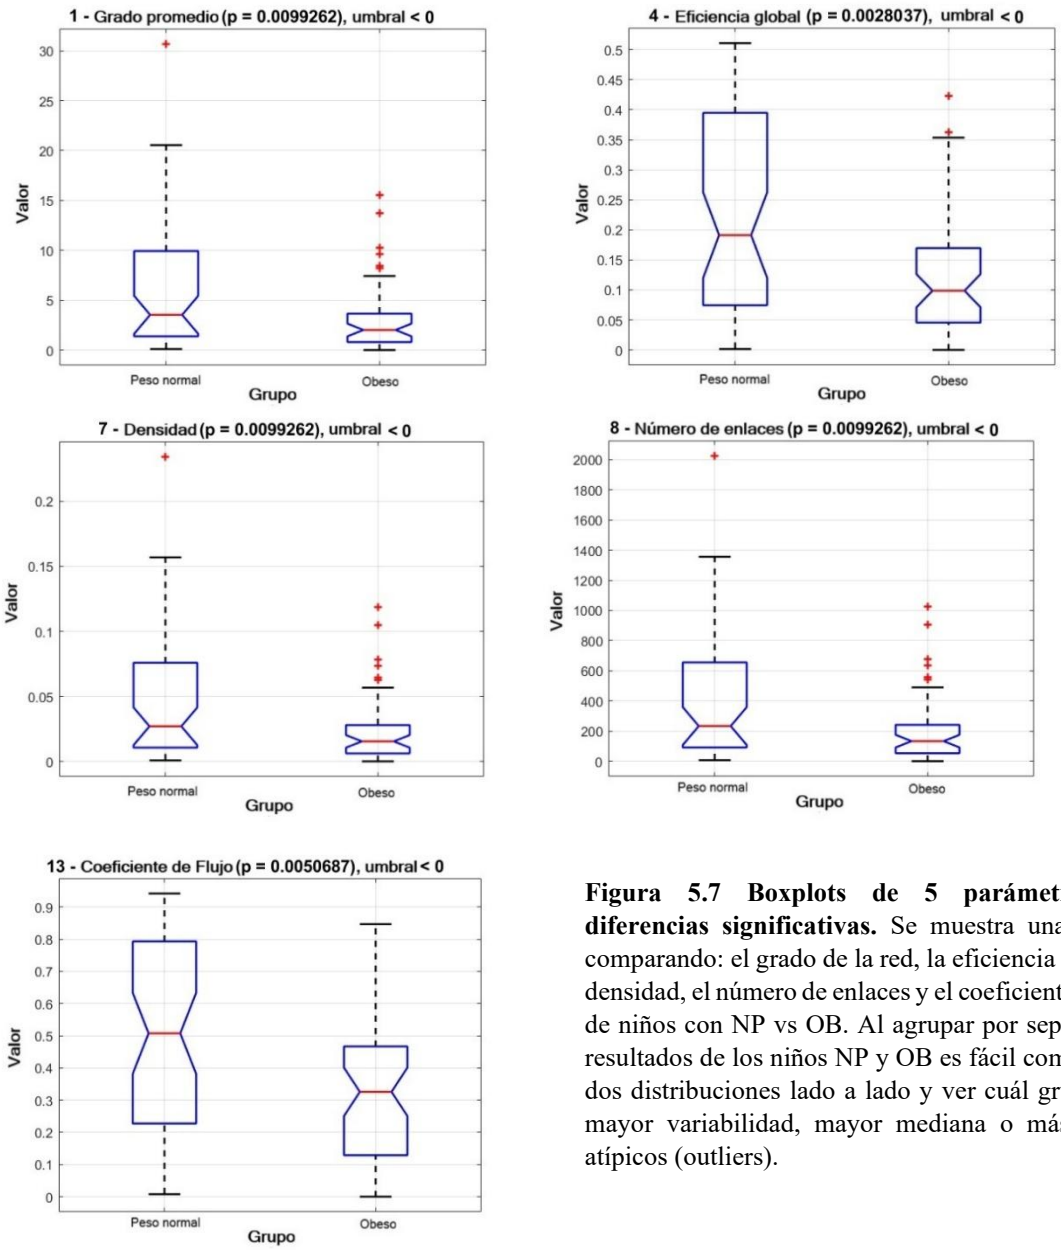 1 - Grado promedio (p = 0.0099262), umbral < 0
30
25
20
15
10
5
0
Valor
Peso normal
Obeso
Grupo
4 - Eficiencia global (p = 0.0028037), umbral < 0
0.5
0.45
0.4
0.35
0.3
0.25
0.2
0.15
0.1
0.05
0
Valor
Peso normal
Obeso
Grupo
7 - Densidad (p = 0.0099262), umbral < 0
0.2
0.15
0.1
0.05
0
Valor
Peso normal
Obeso
Grupo
8 - Número de enlaces (p = 0.0099262), umbral < 0
2000
1800
1600
1400
1200
1000
800
600
400
200
0
Valor
Peso normal
Obeso
Grupo
13 - Coeficiente de Flujo (p = 0.0050687), umbral < 0
0.9
0.8
0.7
0.6
0.5
0.4
0.3
0.2
0.1
0
Valor
Peso normal
Obeso
Grupo
Figura 5.7 Boxplots de 5 parámet
diferencias significativas. Se muestra una
comparando: el grado de la red, la eficiencia
densidad, el número de enlaces y el coeficient
de niños con NP vs OB. Al agrupar por sep
resultados de los niños NP y OB es fácil com
dos distribuciones lado a lado y ver cuál gr
mayor variabilidad, mayor mediana o más
atípicos (outliers).